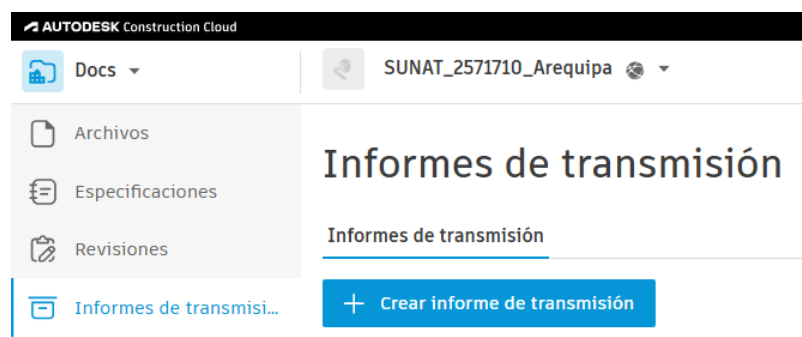 AUTODESK Construction Cloud
Docs
SUNAT_2571710_Arequipa
Archivos
Especificaciones
Revisiones
Informes de transmisi...
Informes de transmisión
Informes de transmisión
+ Crear informe de transmisión